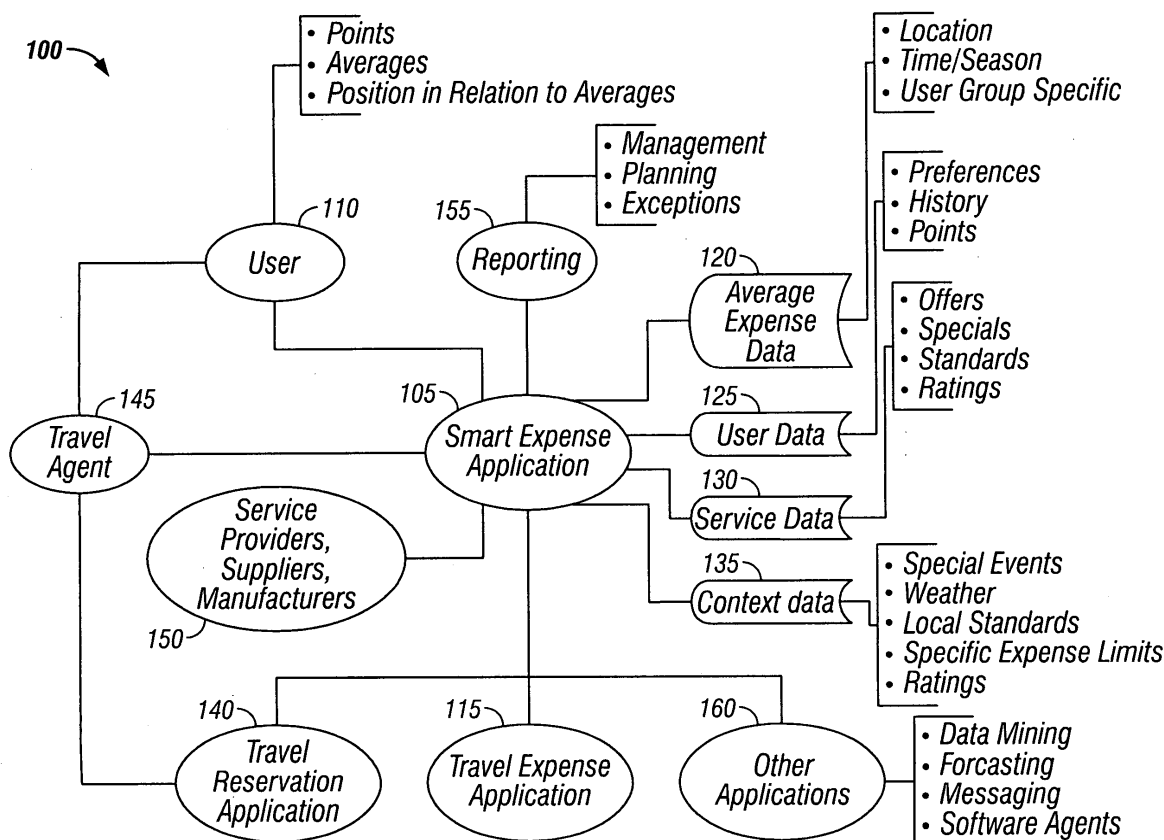 100
• Points
• Averages
• Position in Relation to Averages
• Location
• Time/Season
• User Group Specific
• Management
• Planning
• Exceptions
• Preferences
• History
• Points
110
User
155
Reporting
120
Average
Expense
Data
• Offers
• Specials
• Standards
• Ratings
145
Travel
Agent
105
Smart Expense
Application
125
User Data
130
Service Data
Service
Providers,
Suppliers,
Manufacturers
150
135
Context data
• Special Events
• Weather
• Local Standards
• Specific Expense Limits
• Ratings
140
Travel
Reservation
Application
115
Travel Expense
Application
160
Other
Applications
• Data Mining
• Forcasting
• Messaging
• Software Agents